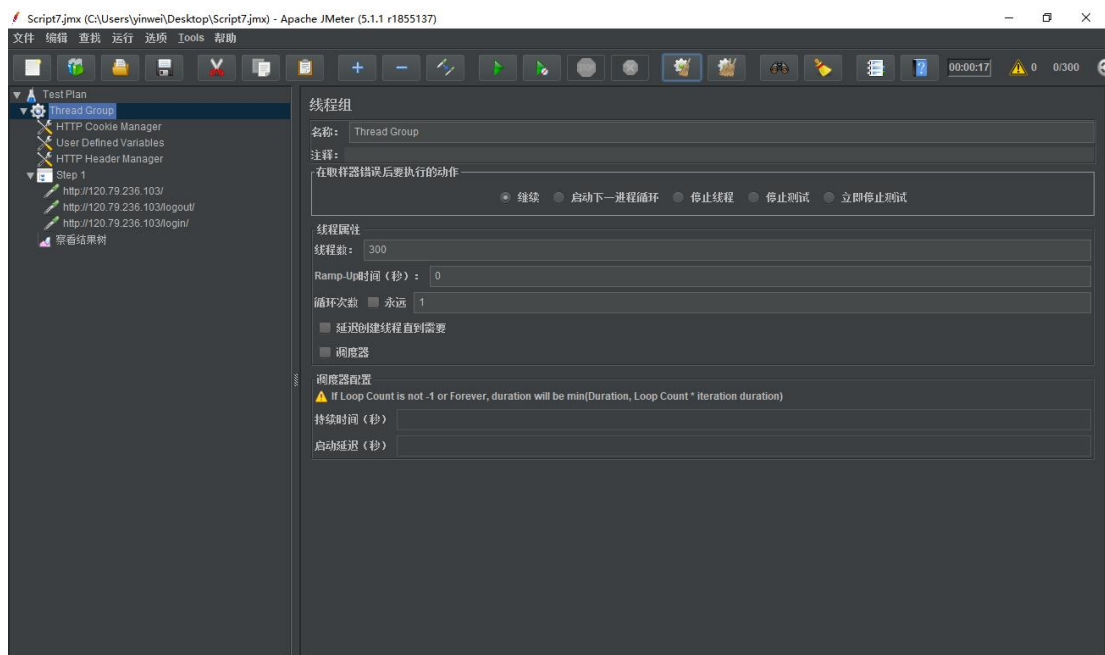 Script7.jmx (C:\Users\yinwei\Desktop\Script7.jmx) - Apache JMeter (5.1.1 r1855137)
文件 编辑 查找 运行 选项 Tools 帮助
00:00:17 0 0/300
Test Plan
Thread Group
HTTP Cookie Manager
User Defined Variables
HTTP Header Manager
Step 1
http://120.79.236.103/
http://120.79.236.103/logout/
http://120.79.236.103/login/
察看结果树
线程组
名称: Thread Group
注释:
在取样器错误后要执行的动作
继续 启动下一进程循环 停止线程 停止测试 立即停止测试
线程属性
线程数: 300
Ramp-Up时间（秒）: 0
循环次数 永远 1
延迟创建线程直到需要
调度器
调度器配置
If Loop Count is not -1 or Forever, duration will be min(Duration, Loop Count * iteration duration)
持续时间（秒）
启动延迟（秒）